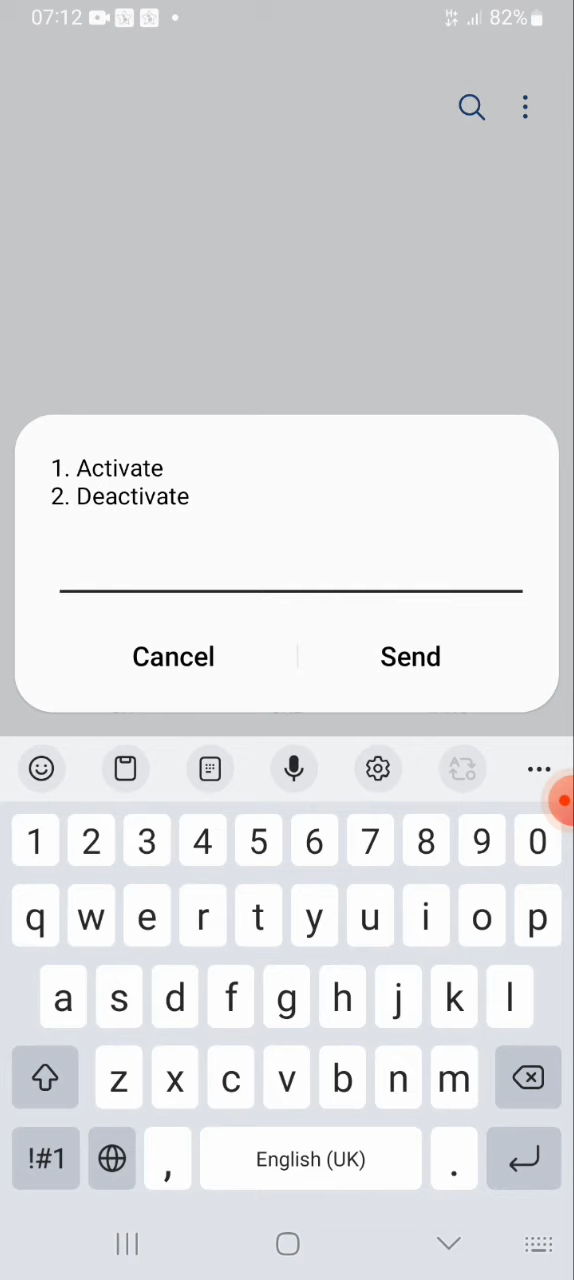 07:12
82%
1. Activate
2. Deactivate
Cancel
Send
1 2 3 4 5 6 7 8 9 0
q w e r t y u i o p
a s d f g h j k l
z x c v b n m
!#1 , English (UK) .